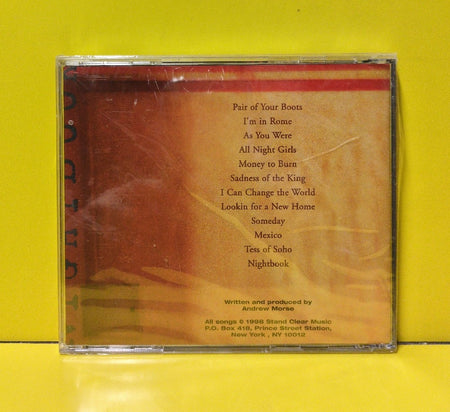 Pair of Your Boots
I'm in Rome
As You Were
All Night Girls
Money to Burn
Sadness of the King
I Can Change the World
Lookin for a New Home
Someday
Mexico
Tess of Soho
Nightbook
Written and produced by
Andrew Morse
All songs © 1998 Stand Clear Music
P.O. Box 418, Prince Street Station,
New York , NY 10012